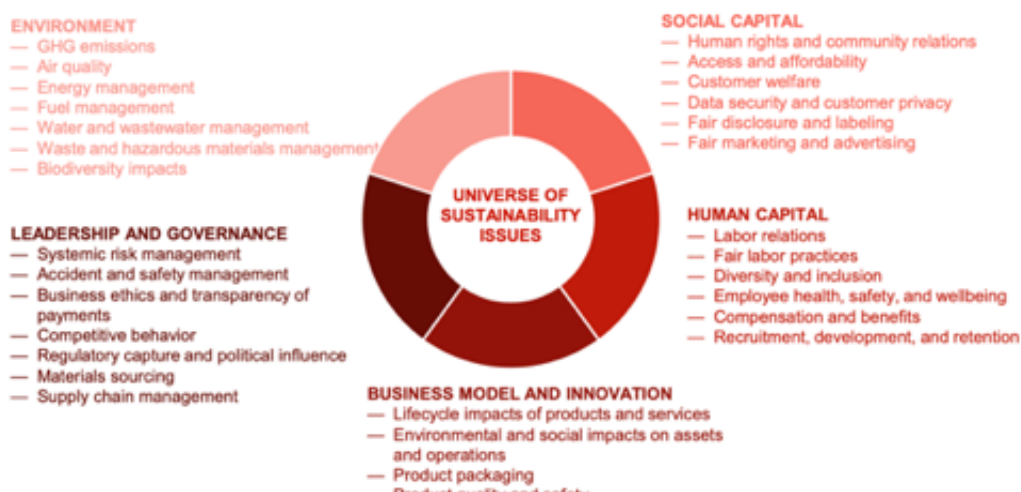 ENVIRONMENT
— GHG emissions
— Air quality
— Energy management
— Fuel management
— Water and wastewater management
— Waste and hazardous materials management
— Biodiversity impacts
SOCIAL CAPITAL
— Human rights and community relations
— Access and affordability
— Customer welfare
— Data security and customer privacy
— Fair disclosure and labeling
— Fair marketing and advertising
UNIVERSE OF
SUSTAINABILITY
ISSUES
LEADERSHIP AND GOVERNANCE
— Systemic risk management
— Accident and safety management
— Business ethics and transparency of
payments
— Competitive behavior
— Regulatory capture and political influence
— Materials sourcing
— Supply chain management
HUMAN CAPITAL
— Labor relations
— Fair labor practices
— Diversity and inclusion
— Employee health, safety, and wellbeing
— Compensation and benefits
— Recruitment, development, and retention
BUSINESS MODEL AND INNOVATION
— Lifecycle impacts of products and services
— Environmental and social impacts on assets
and operations
— Product packaging
— Product quality and safety